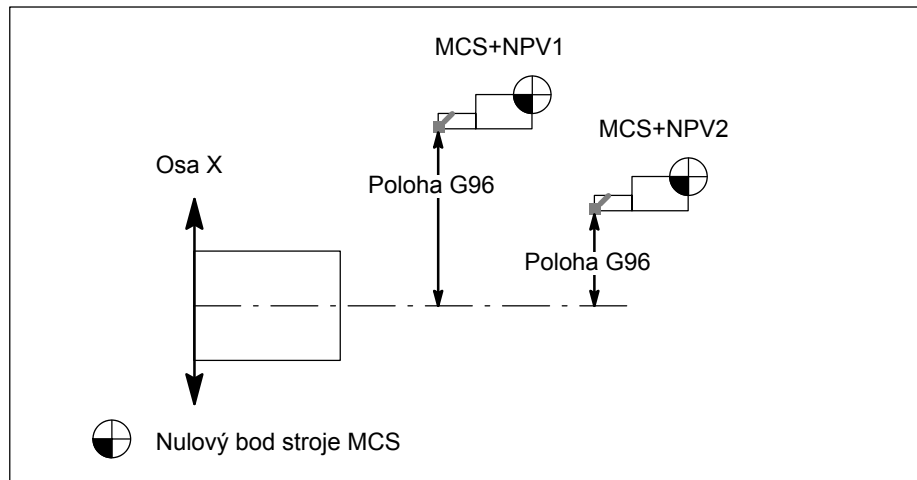 MCS+NPV1
MCS+NPV2
Osa X
Poloha G96
Poloha G96
Nulový bod stroje MCS